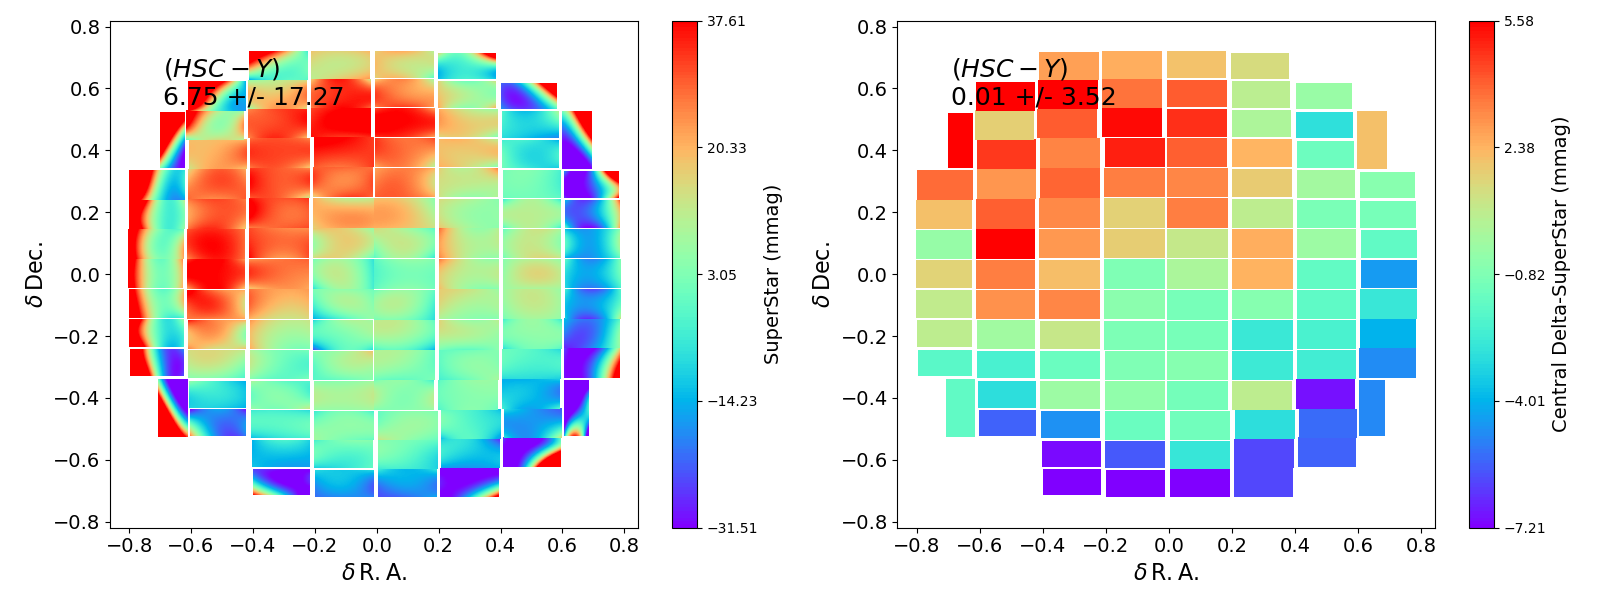 (HSC − Y)
6.75 +/- 17.27
0.8
0.6
0.4
0.2
0.0
−0.2
−0.4
−0.6
−0.8
δ Dec.
−0.8 −0.6 −0.4 −0.2 0.0 0.2 0.4 0.6 0.8
δ R. A.
37.61
20.33
3.05
−14.23
−31.51
SuperStar (mmag)
(HSC − Y)
0.01 +/- 3.52
0.8
0.6
0.4
0.2
0.0
−0.2
−0.4
−0.6
−0.8
δ Dec.
−0.8 −0.6 −0.4 −0.2 0.0 0.2 0.4 0.6 0.8
δ R. A.
5.58
2.38
−0.82
−4.01
−7.21
Central Delta-SuperStar (mmag)